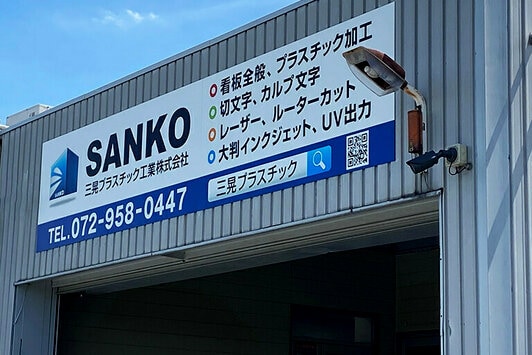 SANKO
SANKO
三晃プラスチック工業株式会社
TEL.072-958-0447
看板全般、プラスチック加工
切文字、カルプ文字
レーザー、ルーターカット
大判インクジェット、UV出力
三晃プラスチック